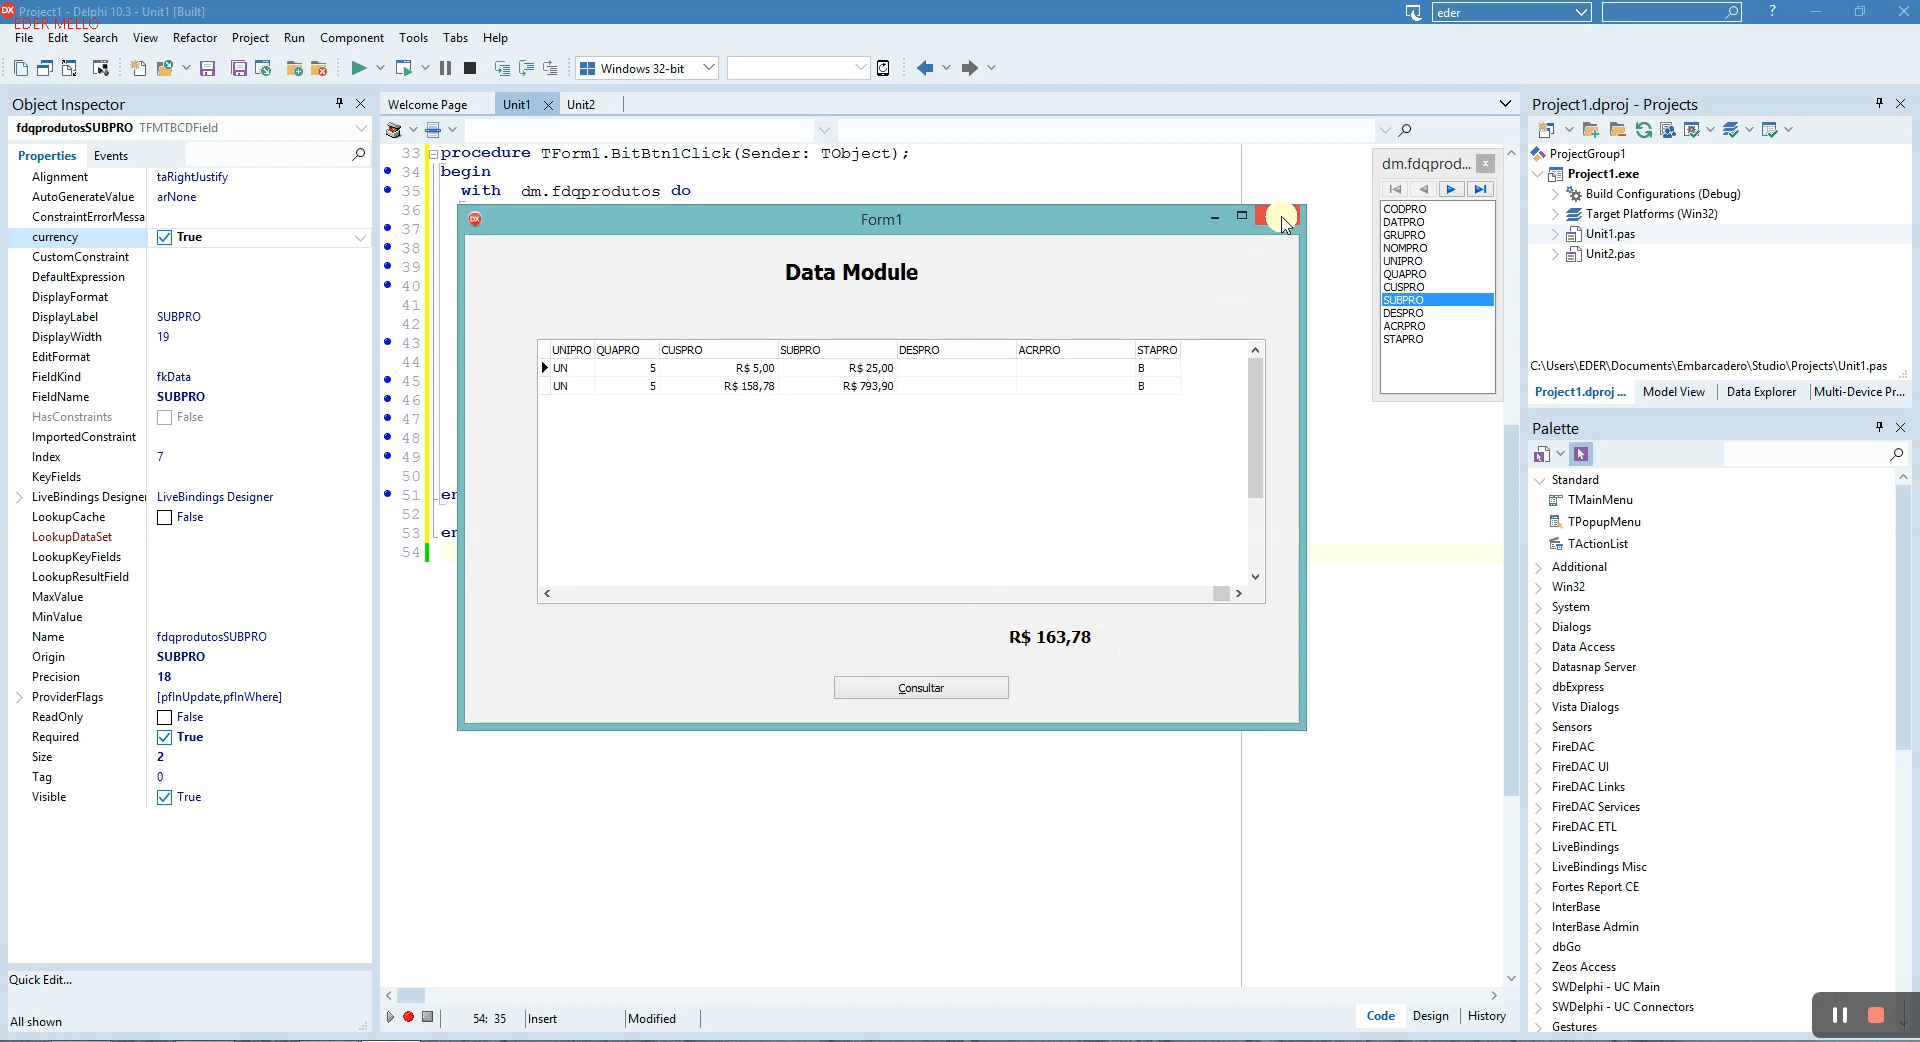 Project1 - Delphi 10.3 - Unit1 [Built]
eder
?
EDER MELLO
File Edit Search View Refactor Project Run Component Tools Tabs Help
Windows 32-bit
Object Inspector
fdqprodutosSUBPRO TFMTBCDField
Properties Events
Alignment taRightJustify
AutoGenerateValue arNone
ConstraintErrorMessa
currency True
CustomConstraint
DefaultExpression
DisplayFormat
DisplayLabel SUBPRO
DisplayWidth 19
EditFormat
FieldKind fkData
FieldName SUBPRO
HasConstraints False
ImportedConstraint
Index 7
KeyFields
LiveBindings Designer LiveBindings Designer
LookupCache False
LookupDataSet
LookupKeyFields
LookupResultField
MaxValue
MinValue
Name fdqprodutosSUBPRO
Origin SUBPRO
Precision 18
ProviderFlags [pfInUpdate,pfInWhere]
ReadOnly False
Required True
Size 2
Tag 0
Visible True
Quick Edit...
All shown
Welcome Page Unit1 Unit2
33 procedure TForm1.BitBtn1Click(Sender: TObject);
34 begin
35 with dm.fdqprodutos do
36
37
38
39
40
41
42
43
44
45
46
47
48
49
50
51 en
52
53 en
54
Form1
Data Module
UNIPRO QUAPRO CUSPRO SUBPRO DESPRO ACRPRO STAPRO
UN 5 R$ 5,00 R$ 25,00 B
UN 5 R$ 158,78 R$ 793,90 B
R$ 163,78
Consultar
54: 35 Insert Modified
Code Design History
dm.fdqprod...
CODPRO
DATPRO
GRUPRO
NOMPRO
UNIPRO
QUAPRO
CUSPRO
SUBPRO
DESPRO
ACRPRO
STAPRO
Project1.dproj - Projects
ProjectGroup1
Project1.exe
Build Configurations (Debug)
Target Platforms (Win32)
Unit1.pas
Unit2.pas
C:\Users\EDER\Documents\Embarcadero\Studio\Projects\Unit1.pas
Project1.dproj ... Model View Data Explorer Multi-Device Pr...
Palette
Standard
TMainMenu
TPopupMenu
TActionList
Additional
Win32
System
Dialogs
Data Access
Datasnap Server
dbExpress
Vista Dialogs
Sensors
FireDAC
FireDAC UI
FireDAC Links
FireDAC Services
FireDAC ETL
LiveBindings
LiveBindings Misc
Fortes Report CE
InterBase
InterBase Admin
dbGo
Zeos Access
SWDelphi - UC Main
SWDelphi - UC Connectors
Gestures